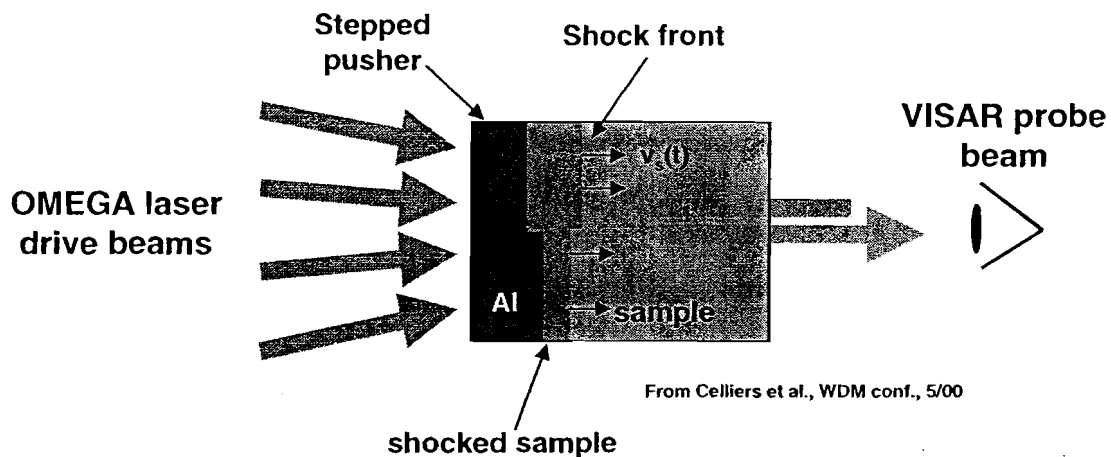 Stepped
pusher
Shock front
VISAR probe
beam
OMEGA laser
drive beams
vs(t)
Al
sample
From Celliers et al., WDM conf., 5/00
shocked sample